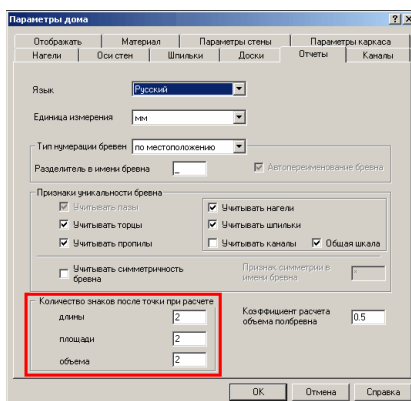 Параметры дома
Отображать Материал Параметры стены Параметры каркаса
Нагели Оси стен Шпильки Доски Отчеты Каналы
Язык Русский
Единица измерения мм
Тип нумерации бревен по местоположению
Разделитель в имени бревна _ Автопереименование бревна
Признаки уникальности бревна
Учитывать пазы Учитывать нагели
Учитывать торцы Учитывать шпильки
Учитывать пропилы Учитывать каналы Общая шкала
Учитывать симметричность бревна Признак симметрии в имени бревна
Количество знаков после точки при расчете
длины 2 Коэффициент расчета объема полбревна 0.5
площади 2
объема 2
OK Отмена Справка